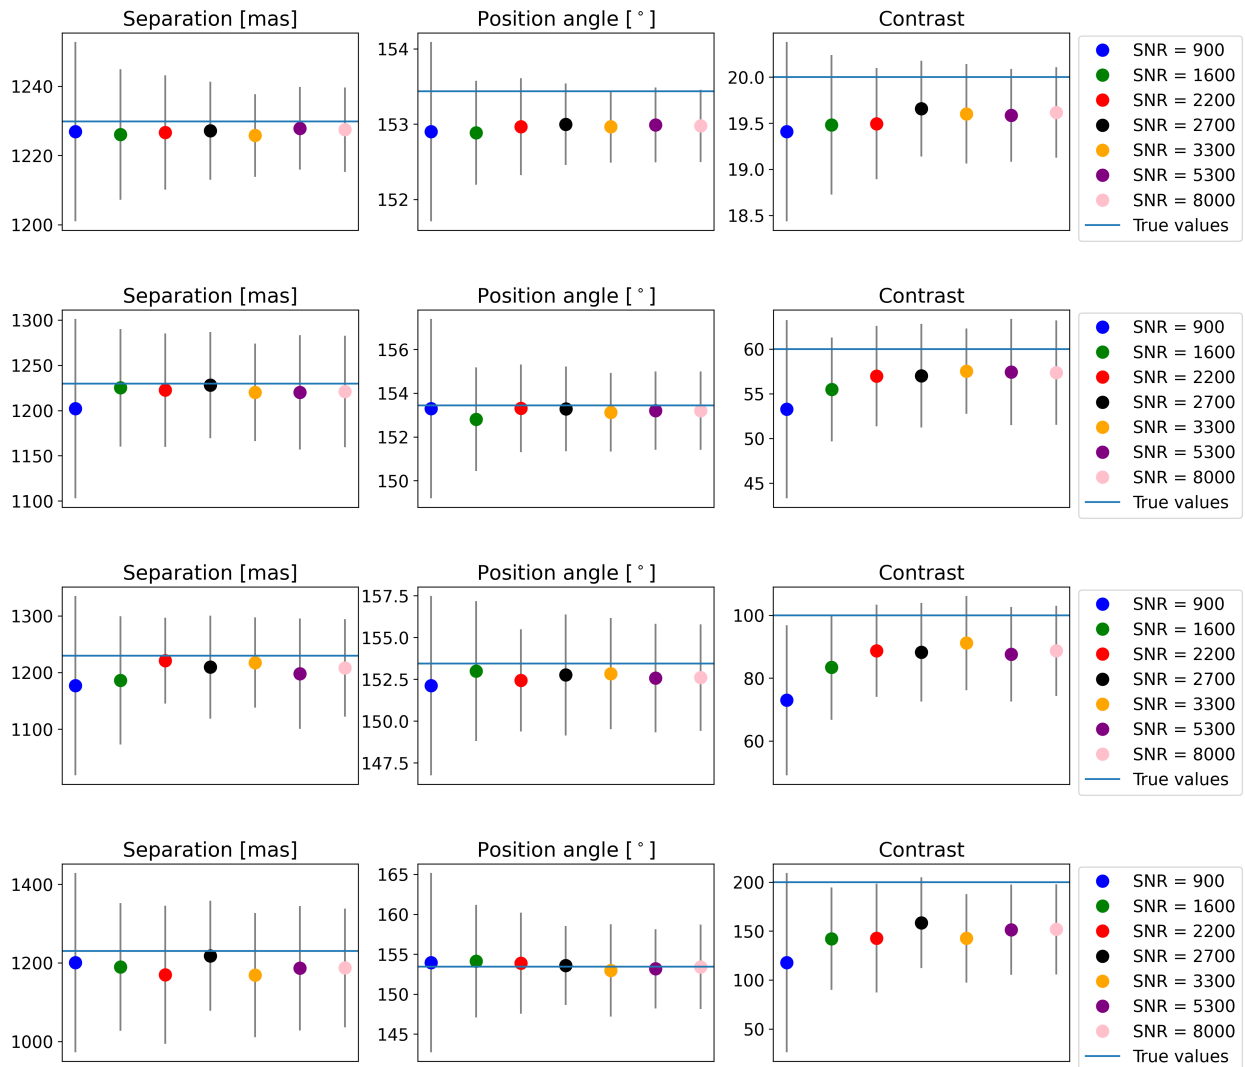 Separation [mas]
Position angle [°]
Contrast
1240
1220
1200
154
153
152
20.0
19.5
19.0
18.5
SNR = 900
SNR = 1600
SNR = 2200
SNR = 2700
SNR = 3300
SNR = 5300
SNR = 8000
True values
Separation [mas]
Position angle [°]
Contrast
1300
1250
1200
1150
1100
156
154
152
150
60
55
50
45
SNR = 900
SNR = 1600
SNR = 2200
SNR = 2700
SNR = 3300
SNR = 5300
SNR = 8000
True values
Separation [mas]
Position angle [°]
Contrast
1300
1200
1100
157.5
155.0
152.5
150.0
147.5
100
80
60
SNR = 900
SNR = 1600
SNR = 2200
SNR = 2700
SNR = 3300
SNR = 5300
SNR = 8000
True values
Separation [mas]
Position angle [°]
Contrast
1400
1200
1000
165
160
155
150
145
200
150
100
50
SNR = 900
SNR = 1600
SNR = 2200
SNR = 2700
SNR = 3300
SNR = 5300
SNR = 8000
True values